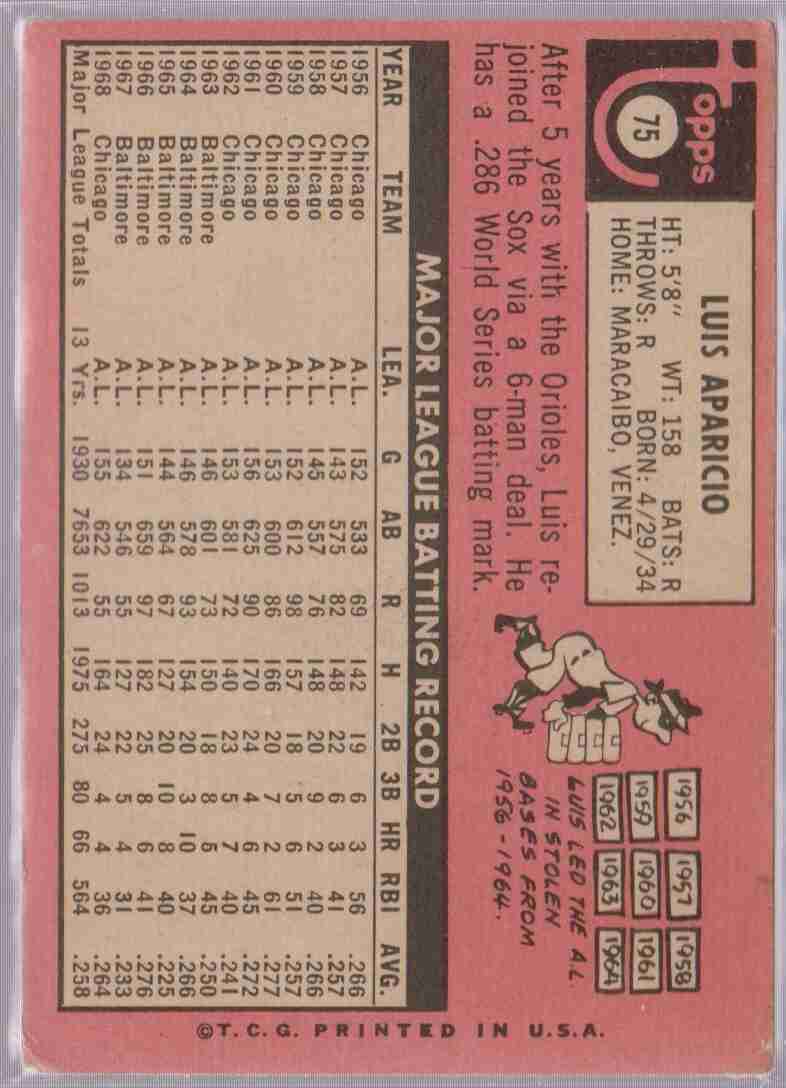 Topps
75
LUIS APARICIO
HT: 5'8" WT: 158 BATS: R
THROWS: R BORN: 4/29/34
HOME: MARACAIBO, VENEZ.
After 5 years with the Orioles, Luis re-
joined the Sox via a 6-man deal. He
has a .286 World Series batting mark.
1956 1957 1958
1959 1960 1961
1962 1963 1964
LUIS LED THE A.L.
IN STOLEN
BASES FROM
1956-1964.
MAJOR LEAGUE BATTING RECORD
YEAR TEAM LEA. G AB R H 2B 3B HR RBI AVG.
1956 Chicago A.L. 152 533 69 142 19 6 3 56 .266
1957 Chicago A.L. 143 575 82 148 22 6 3 41 .257
1958 Chicago A.L. 145 557 76 148 20 9 2 40 .266
1959 Chicago A.L. 152 612 98 157 18 5 6 51 .257
1960 Chicago A.L. 153 600 86 166 20 7 2 61 .277
1961 Chicago A.L. 156 625 90 170 24 4 6 45 .272
1962 Chicago A.L. 153 581 72 140 23 5 7 40 .241
1963 Baltimore A.L. 146 601 73 150 18 8 5 45 .250
1964 Baltimore A.L. 146 578 93 154 20 3 10 37 .266
1965 Baltimore A.L. 144 564 67 127 20 10 8 40 .225
1966 Baltimore A.L. 151 659 97 182 25 8 6 41 .276
1967 Baltimore A.L. 134 546 55 127 22 5 4 31 .233
1968 Chicago A.L. 155 622 55 164 24 4 4 36 .264
Major League Totals 13 Yrs. 1930 7653 1013 1975 275 80 66 564 .258
©T.C.G. PRINTED IN U.S.A.